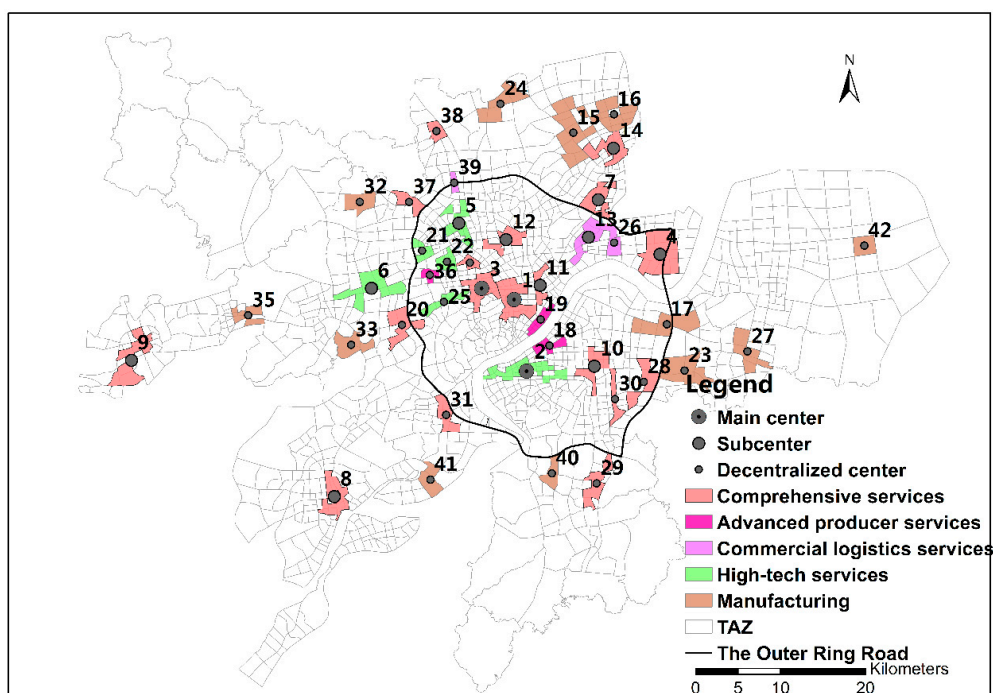 N
24
16
15
38
14
39
32
37
7
5
12
13
26
4
42
21
22
6
36
3
11
1
25
19
35
20
17
33
18
9
27
2
10
23
28
30
31
41
40
29
8
Legend
Main center
Subcenter
Decentralized center
Comprehensive services
Advanced producer services
Commercial logistics services
High-tech services
Manufacturing
TAZ
The Outer Ring Road
Kilometers
0 5 10 20